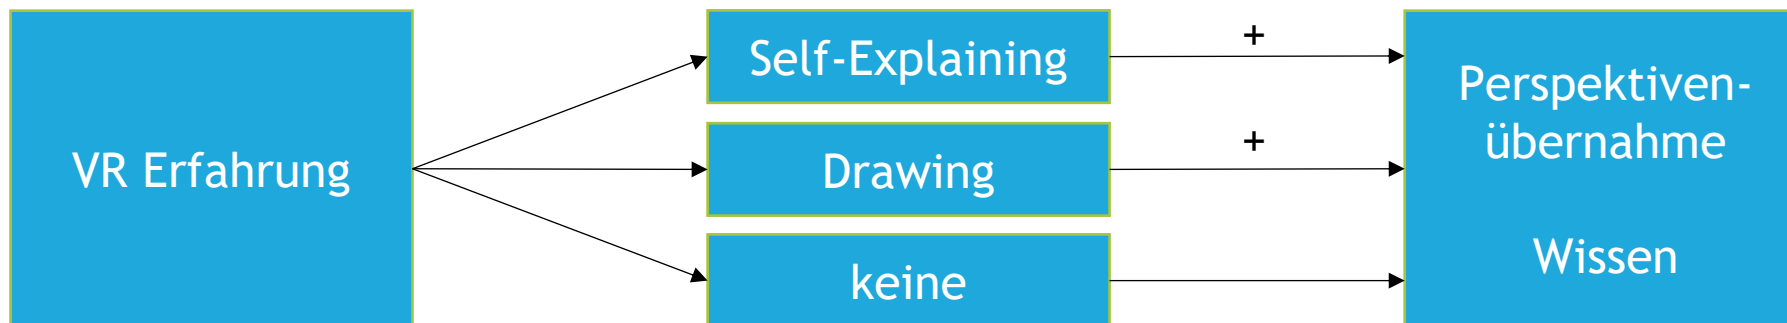 VR Erfahrung
Self-Explaining
+
Drawing
+
keine
Perspektiven-
übernahme
Wissen